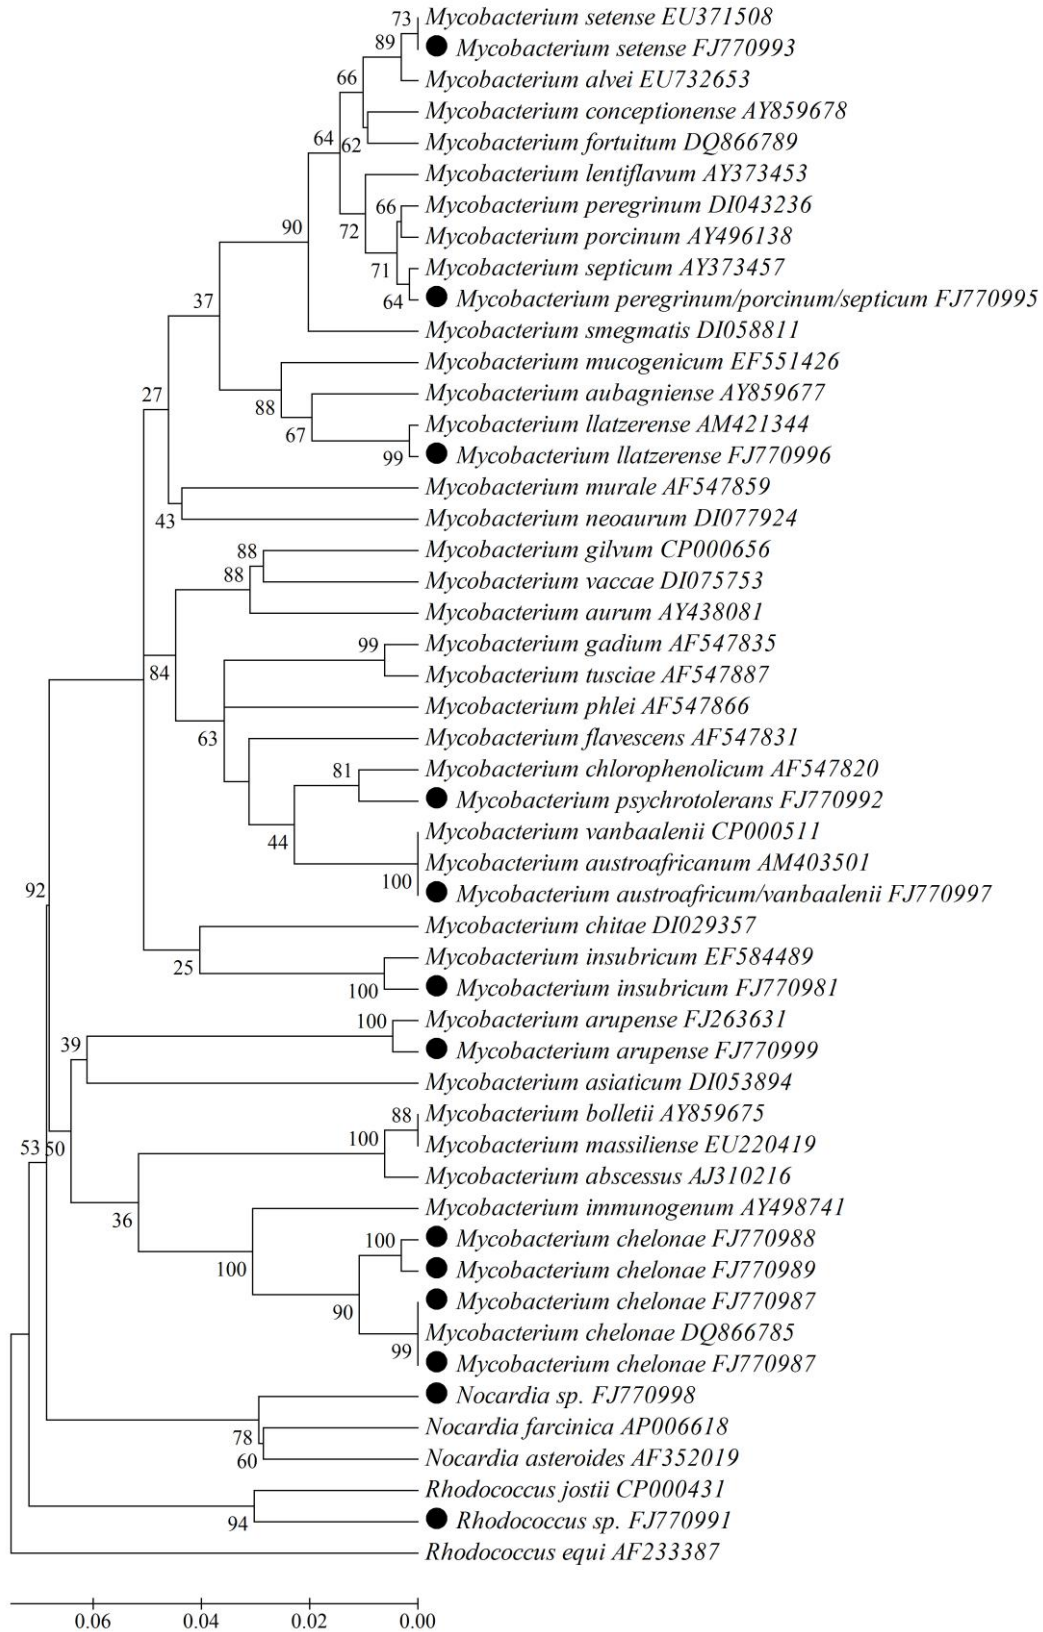 73
Mycobacterium setense EU371508
89
Mycobacterium setense FJ770993
66
Mycobacterium alvei EU732653
Mycobacterium conceptionense AY859678
64
62
Mycobacterium fortuitum DQ866789
Mycobacterium lentiflavum AY373453
66
Mycobacterium peregrinum DI043236
90
72
Mycobacterium porcinum AY496138
71
Mycobacterium septicum AY373457
37
64
Mycobacterium peregrinum/porcinum/septicum FJ770995
Mycobacterium smegmatis DI058811
Mycobacterium mucogenicum EF551426
27
88
Mycobacterium aubagniense AY859677
67
Mycobacterium llatzerense AM421344
99
Mycobacterium llatzerense FJ770996
Mycobacterium murale AF547859
43
Mycobacterium neoaurum DI077924
88
Mycobacterium gilvum CP000656
88
Mycobacterium vaccae DI075753
Mycobacterium aurum AY438081
99
Mycobacterium gadium AF547835
84
Mycobacterium tusciae AF547887
Mycobacterium phlei AF547866
63
Mycobacterium flavescens AF547831
81
Mycobacterium chlorophenolicum AF547820
Mycobacterium psychrotolerans FJ770992
44
Mycobacterium vanbaalenii CP000511
Mycobacterium austroafricanum AM403501
92
100
Mycobacterium austroafricum/vanbaalenii FJ770997
Mycobacterium chitae DI029357
25
Mycobacterium insubricum EF584489
100
Mycobacterium insubricum FJ770981
100
Mycobacterium arupense FJ263631
39
Mycobacterium arupense FJ770999
Mycobacterium asiaticum DI053894
88
Mycobacterium bolletii AY859675
53
50
100
Mycobacterium massiliense EU220419
Mycobacterium abscessus AJ310216
36
Mycobacterium immunogenum AY498741
100
Mycobacterium chelonae FJ770988
100
Mycobacterium chelonae FJ770989
90
Mycobacterium chelonae FJ770987
Mycobacterium chelonae DQ866785
99
Mycobacterium chelonae FJ770987
Nocardia sp. FJ770998
78
Nocardia farcinica AP006618
60
Nocardia asteroides AF352019
Rhodococcus jostii CP000431
94
Rhodococcus sp. FJ770991
Rhodococcus equi AF233387
0.06 0.04 0.02 0.00